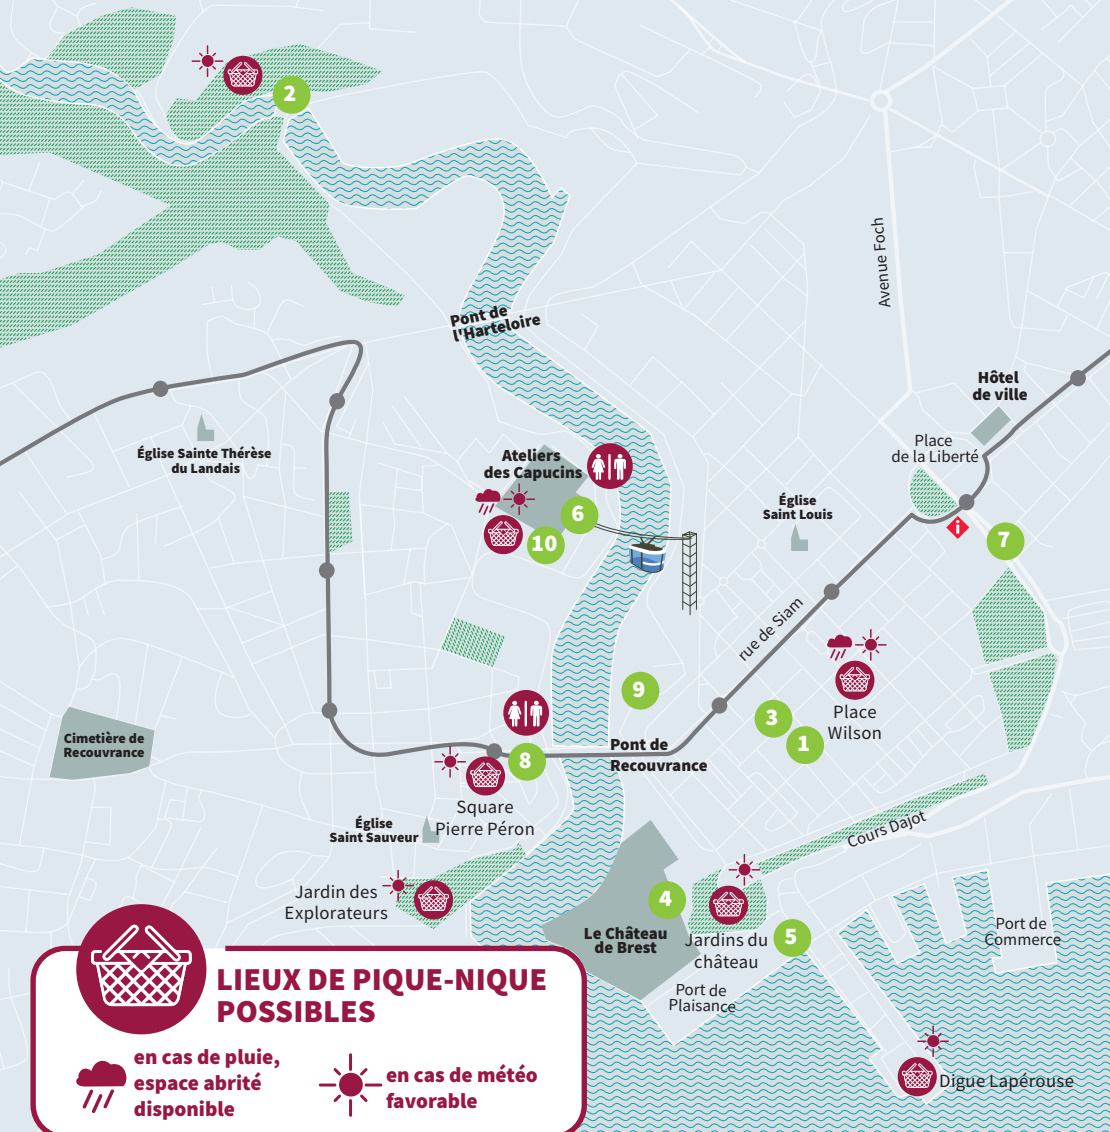 2
Avenue Foch
Pont de
l'Harteloire
Hôtel
de ville
Place
de la Liberté
Église Sainte Thérèse
du Landais
Ateliers
des Capucins
6
10
Église
Saint Louis
i
7
rue de Siam
9
3
1
Place
Wilson
Cimetière de
Recouvrance
8
Pont de
Recouvrance
Square
Pierre Péron
Église
Saint Sauveur
Cours Dajot
Jardin des
Explorateurs
4
Le Château
de Brest
Jardins du
château
5
Port de
Commerce
Port de
Plaisance
Digue Lapérouse
LIEUX DE PIQUE-NIQUE
POSSIBLES
en cas de pluie,
espace abrité
disponible
en cas de météo
favorable